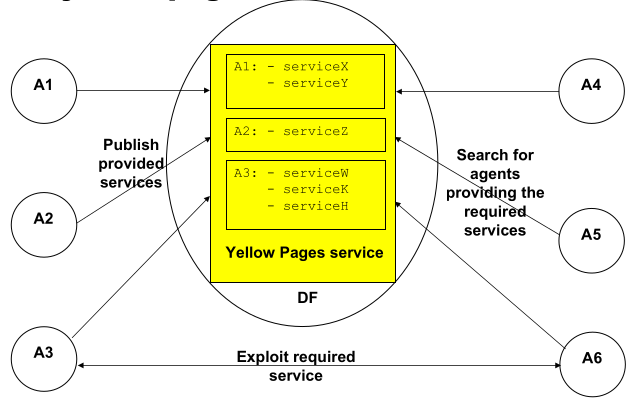 A1
A1: - serviceX
- serviceY
A4
A2: - serviceZ
Publish
provided
services
A3: - serviceW
- serviceK
- serviceH
Search for
agents
providing the
required
services
A2
A5
Yellow Pages service
DF
A3
Exploit required
service
A6